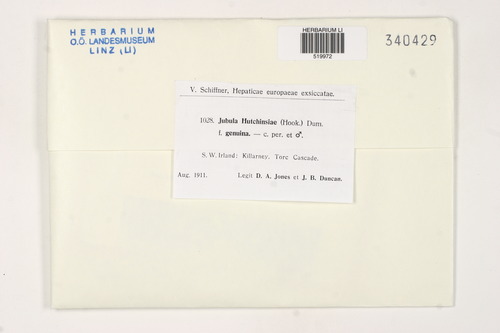 HERBARIUM
O.Ö. LANDESMUSEUM
LINZ (LI)
HERBARIUM LI
519972
340429
V. Schiffner, Hepaticae europaeae exsiccatae.
1028. Jubula Hutchinsiae (Hook.) Dum.
f. genuina. — c. per. et ♂.
S. W. Irland: Killarney, Torc Cascade.
Aug. 1911. Legit D. A. Jones et J. B. Duncan.